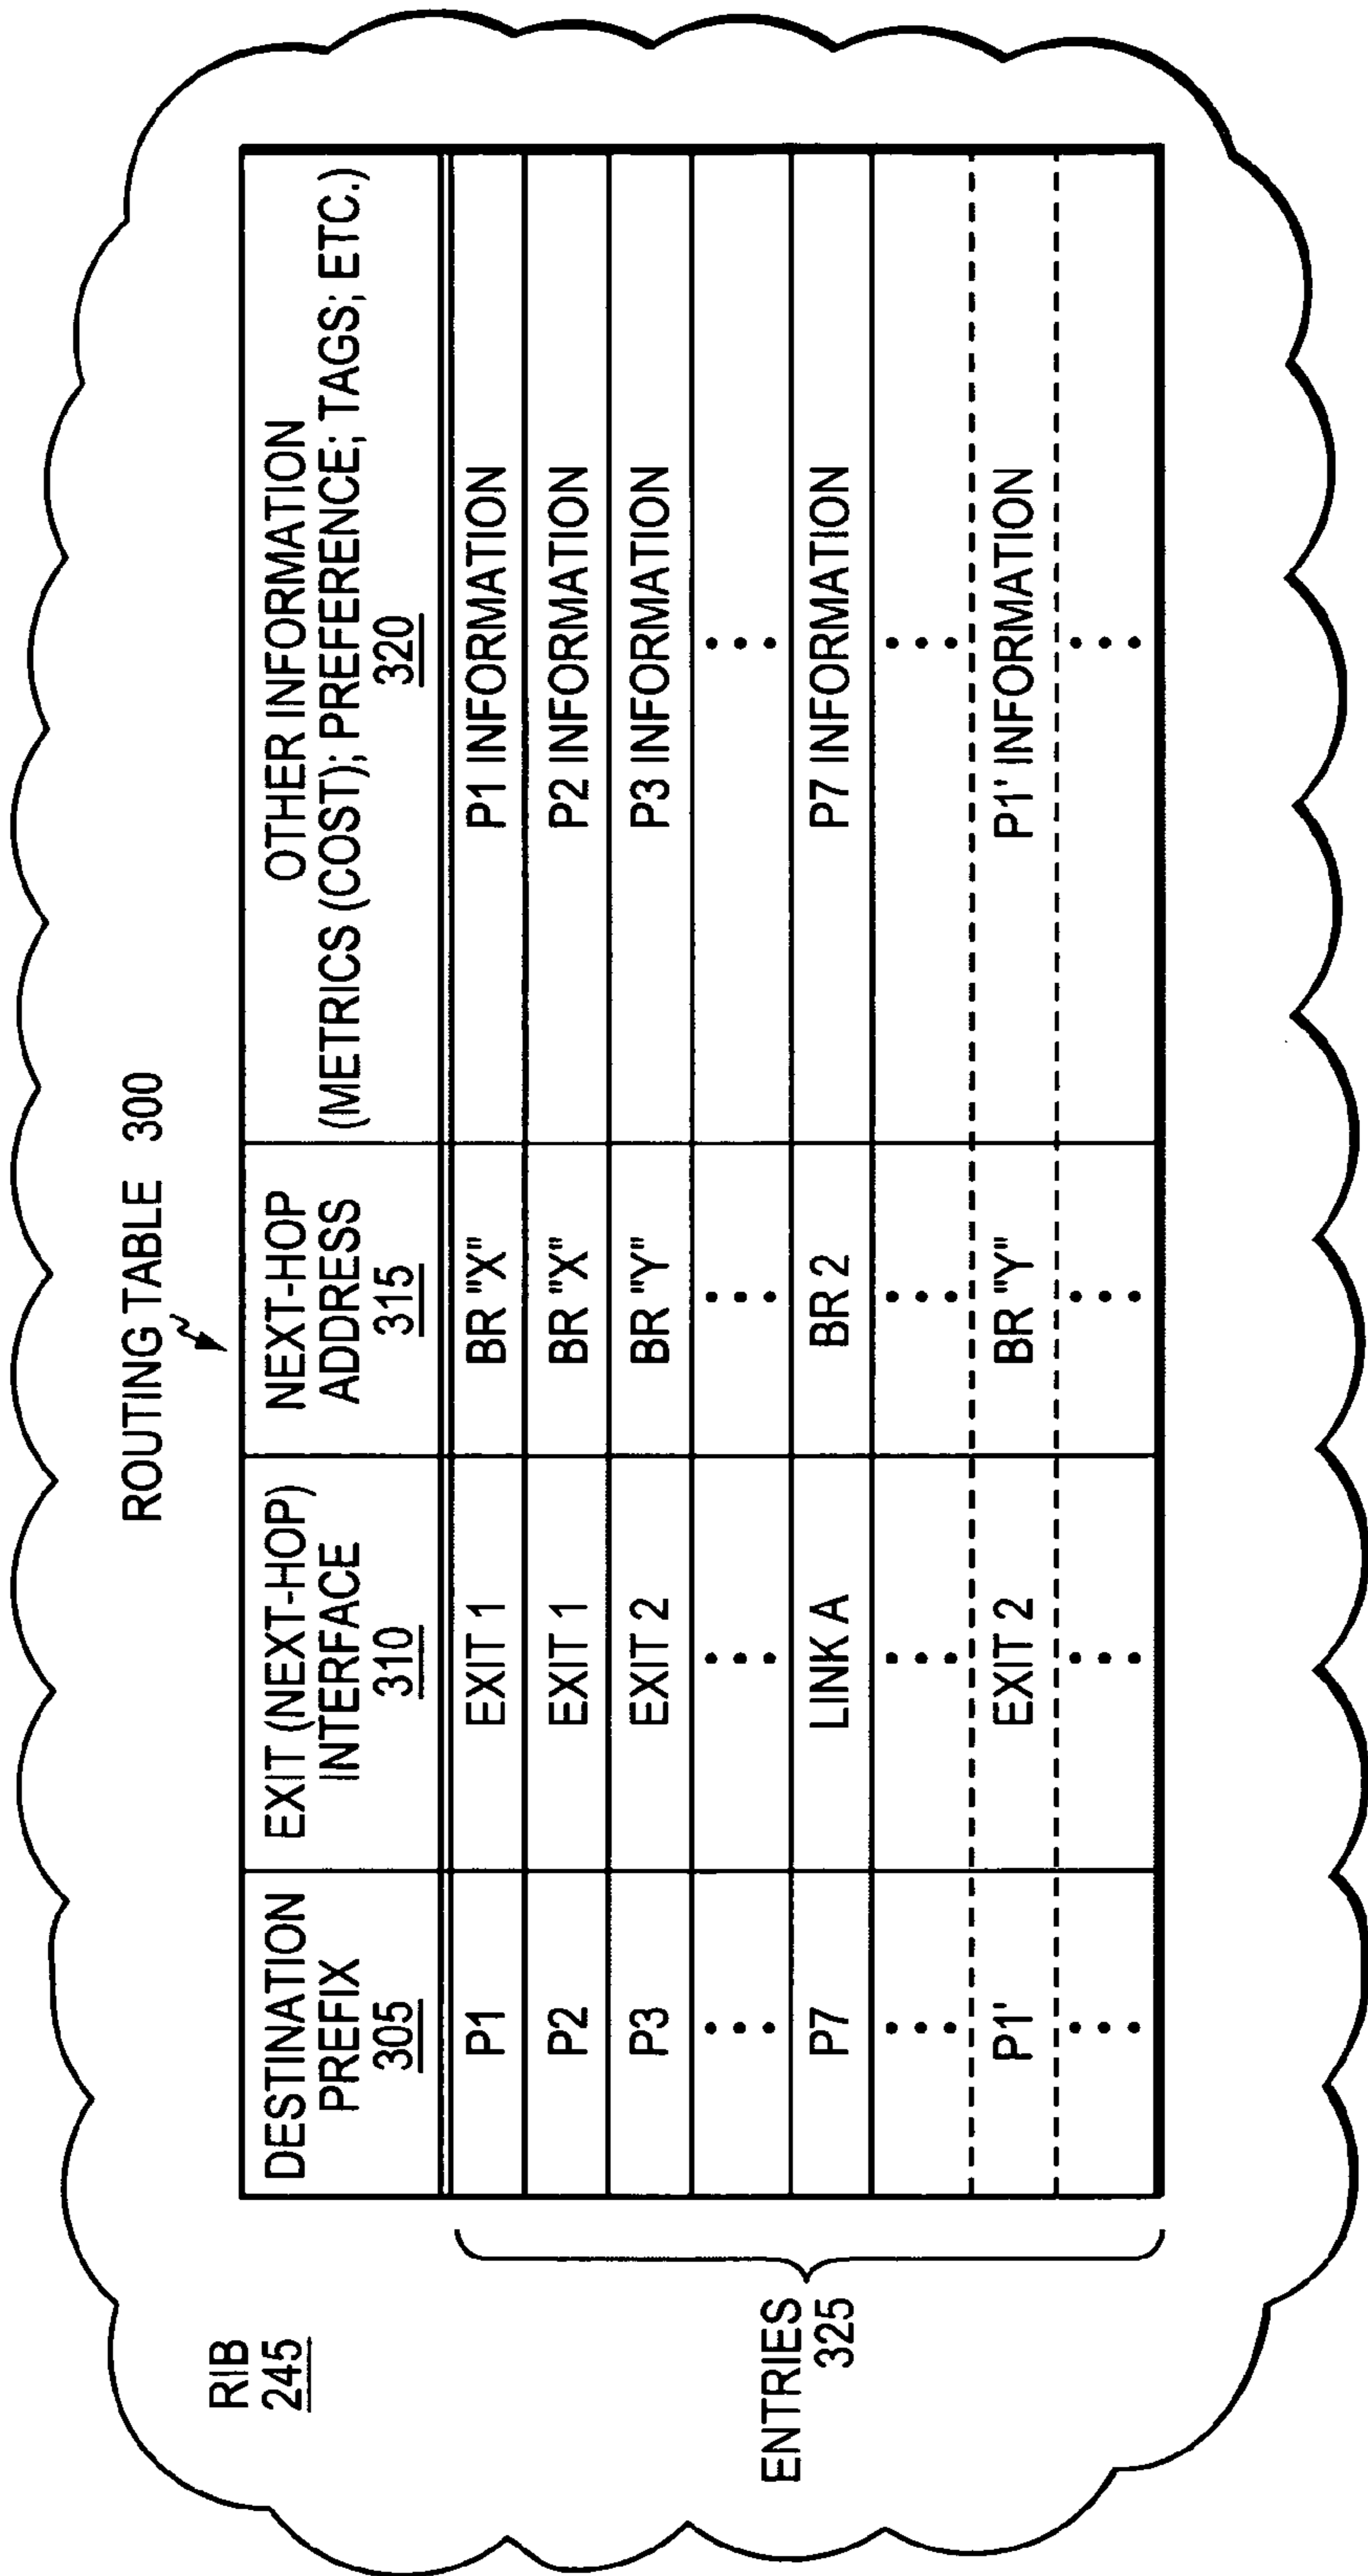 ROUTING TABLE 300
RIB
245
DESTINATION
PREFIX
305
EXIT (NEXT-HOP)
INTERFACE
310
NEXT-HOP
ADDRESS
315
OTHER INFORMATION
(METRICS (COST); PREFERENCE; TAGS; ETC.)
320
P1 EXIT 1 BR "X" P1 INFORMATION
P2 EXIT 1 BR "X" P2 INFORMATION
P3 EXIT 2 BR "Y" P3 INFORMATION
• • • • • • • • • • • •
P7 LINK A BR 2 P7 INFORMATION
• • • • • • • • • • • •
P1' EXIT 2 BR "Y" P1' INFORMATION
• • • • • • • • • • • •
ENTRIES
325